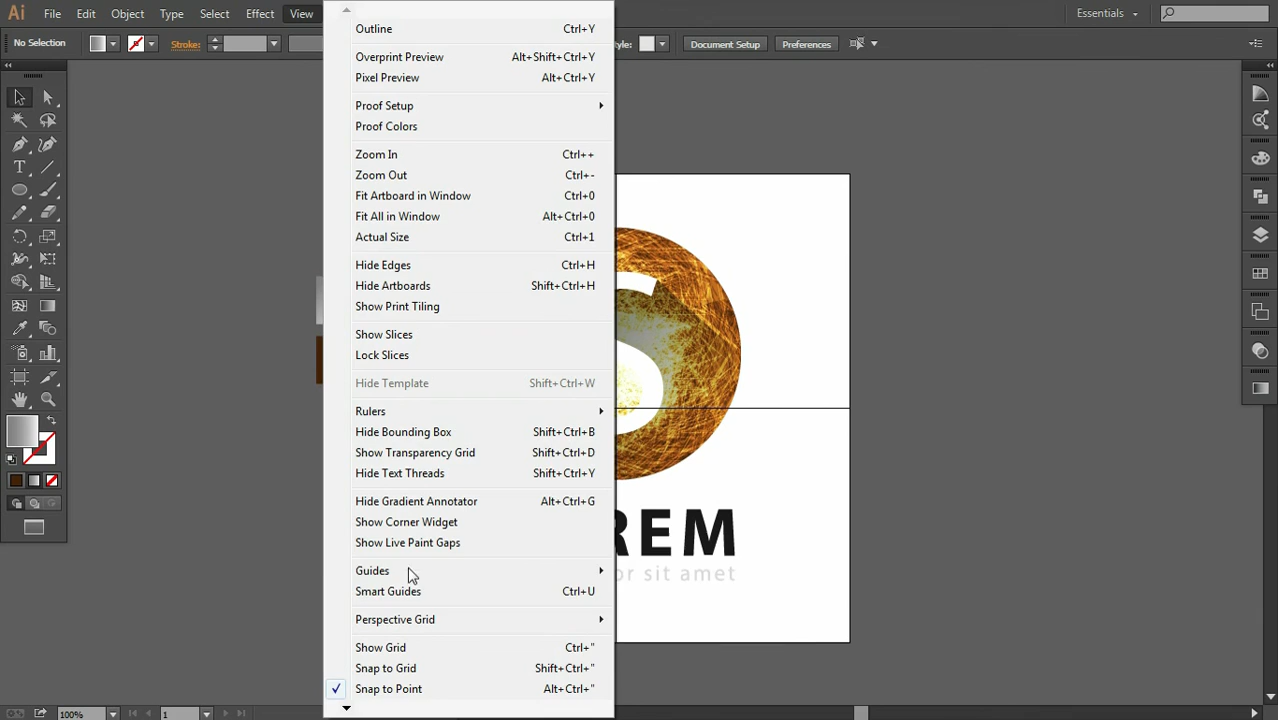 Ai File Edit Object Type Select Effect View Essentials
No Selection Stroke: Style: Document Setup Preferences
Outline Ctrl+Y
Overprint Preview Alt+Shift+Ctrl+Y
Pixel Preview Alt+Ctrl+Y
Proof Setup
Proof Colors
Zoom In Ctrl++
Zoom Out Ctrl+-
Fit Artboard in Window Ctrl+0
Fit All in Window Alt+Ctrl+0
Actual Size Ctrl+1
Hide Edges Ctrl+H
Hide Artboards Shift+Ctrl+H
Show Print Tiling
Show Slices
Lock Slices
Hide Template Shift+Ctrl+W
Rulers
Hide Bounding Box Shift+Ctrl+B
Show Transparency Grid Shift+Ctrl+D
Hide Text Threads Shift+Ctrl+Y
Hide Gradient Annotator Alt+Ctrl+G
Show Corner Widget
Show Live Paint Gaps
Guides
Smart Guides Ctrl+U
Perspective Grid
Show Grid Ctrl+"
Snap to Grid Shift+Ctrl+"
Snap to Point Alt+Ctrl+"
S
REM
or sit amet
100% 1